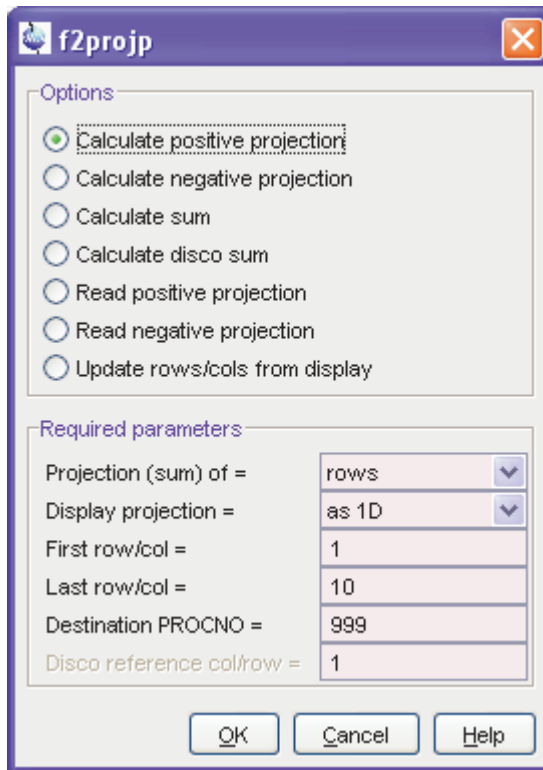 f2projp
Options
Calculate positive projection
Calculate negative projection
Calculate sum
Calculate disco sum
Read positive projection
Read negative projection
Update rows/cols from display
Required parameters
Projection (sum) of = rows
Display projection = as 1D
First row/col = 1
Last row/col = 10
Destination PROCNO = 999
Disco reference col/row = 1
OK Cancel Help